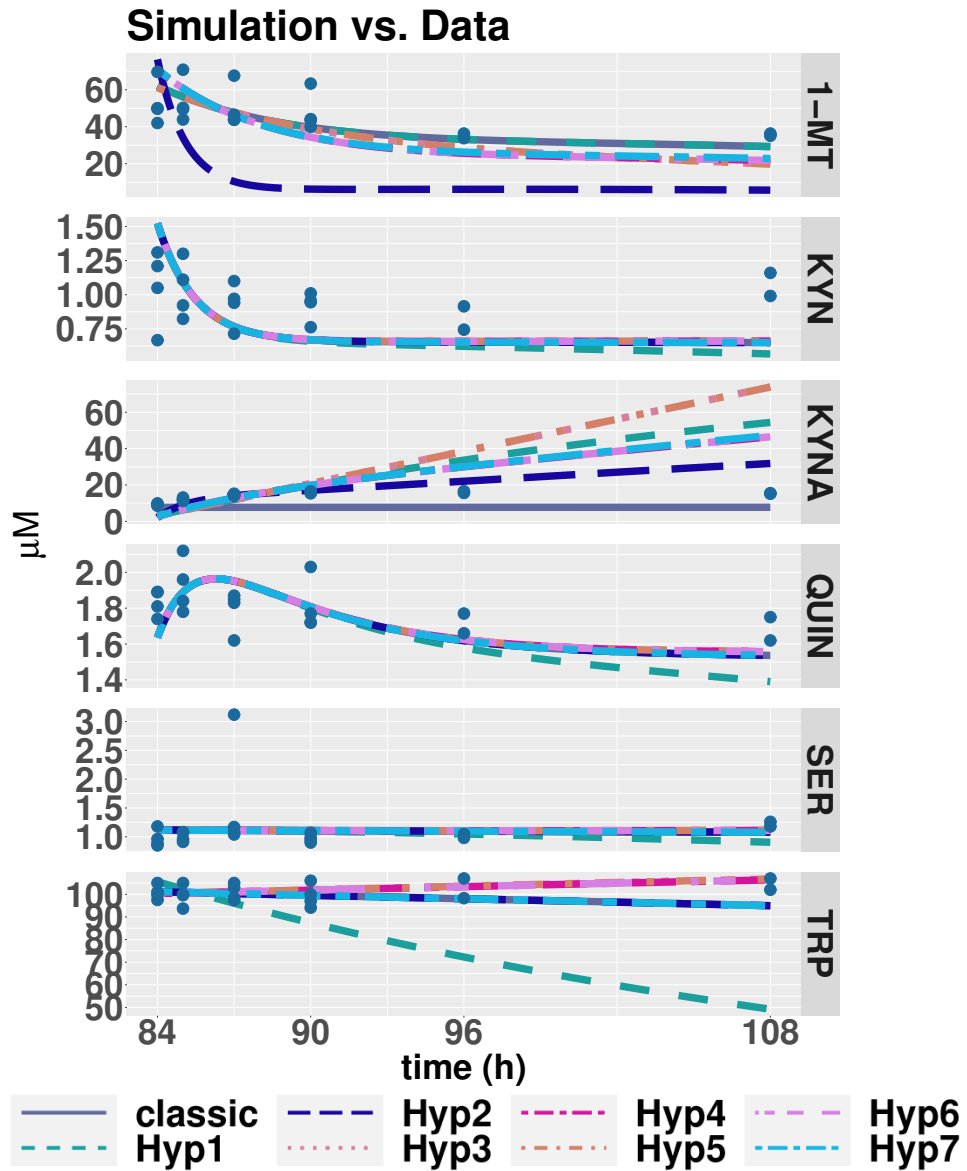 Simulation vs. Data
60
40
20
1-MT
1.50
1.25
1.00
0.75
KYN
60
40
20
0
KYNA
μM
2.0
1.8
1.6
1.4
QUIN
3.0
2.5
2.0
1.5
1.0
SER
100
90
80
70
60
50
TRP
84 90 96 108
time (h)
classic Hyp2 Hyp4 Hyp6
Hyp1 Hyp3 Hyp5 Hyp7